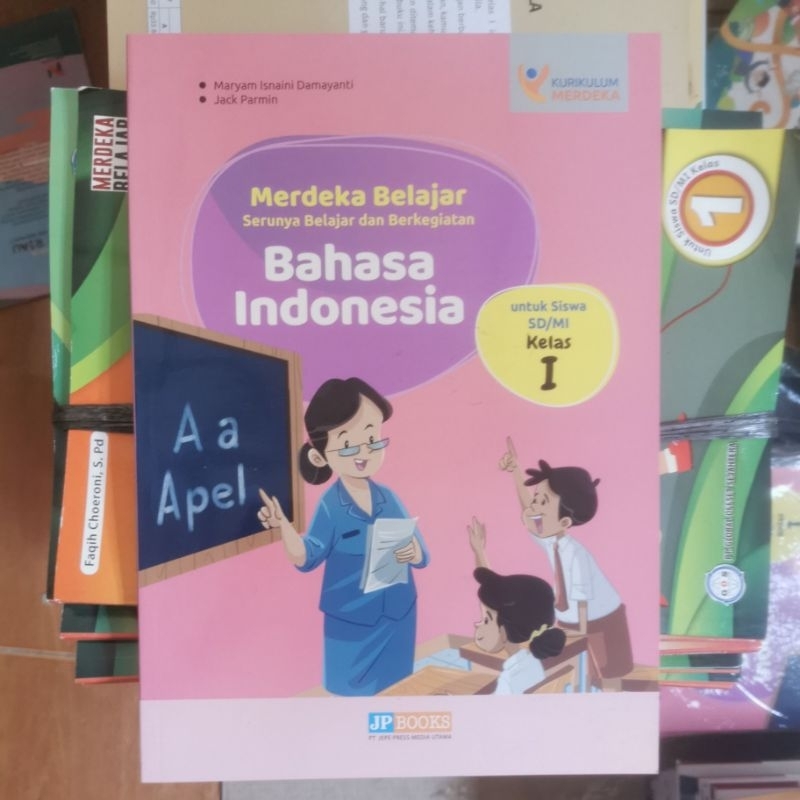 Maryam Isnaini Damayanti
Jack Parmin
KURIKULUM
MERDEKA
Merdeka Belajar
Serunya Belajar dan Berkegiatan
Bahasa
Indonesia
untuk Siswa
SD/MI
Kelas
I
A a
Apel
JP BOOKS
PT JEPE PRESS MEDIA UTAMA
MERDEKA
BELAJAR
Faqih Choeroni, S. Pd
Untuk Siswa SD/MI Kelas
1